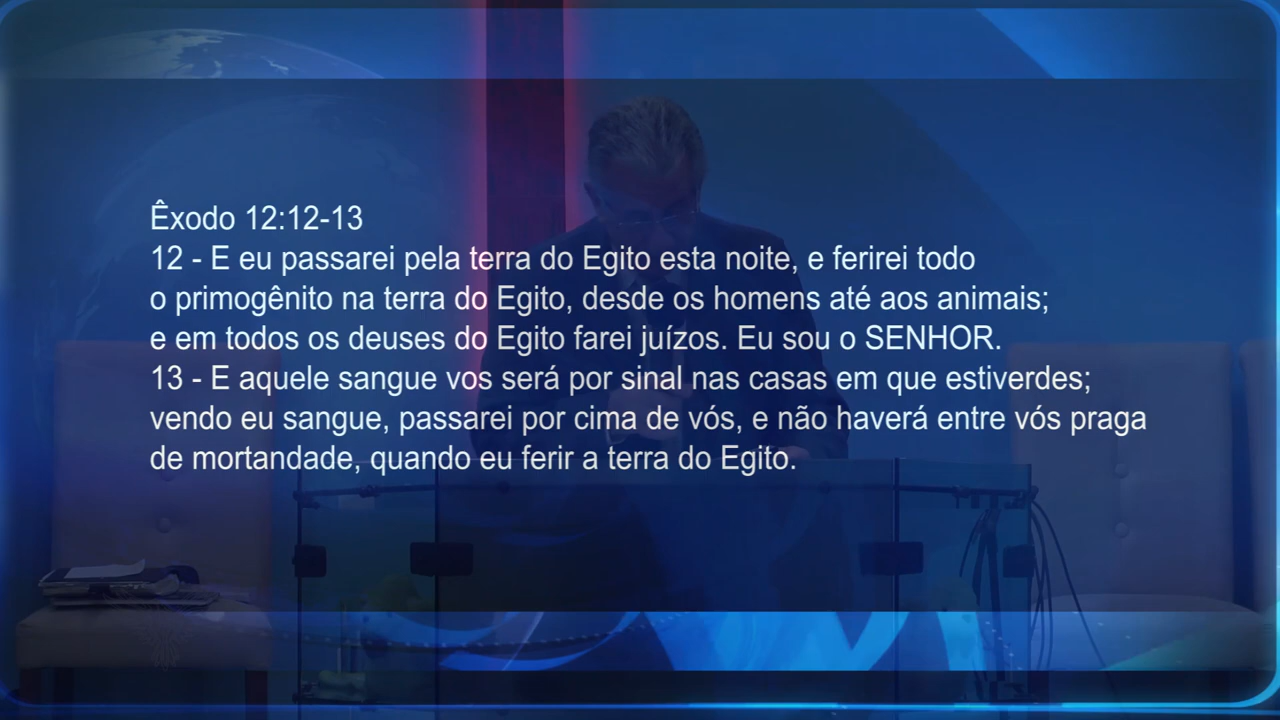 Êxodo 12:12-13
12 - E eu passarei pela terra do Egito esta noite, e ferirei todo
o primogênito na terra do Egito, desde os homens até aos animais;
e em todos os deuses do Egito farei juízos. Eu sou o SENHOR.
13 - E aquele sangue vos será por sinal nas casas em que estiverdes;
vendo eu sangue, passarei por cima de vós, e não haverá entre vós praga
de mortandade, quando eu ferir a terra do Egito.